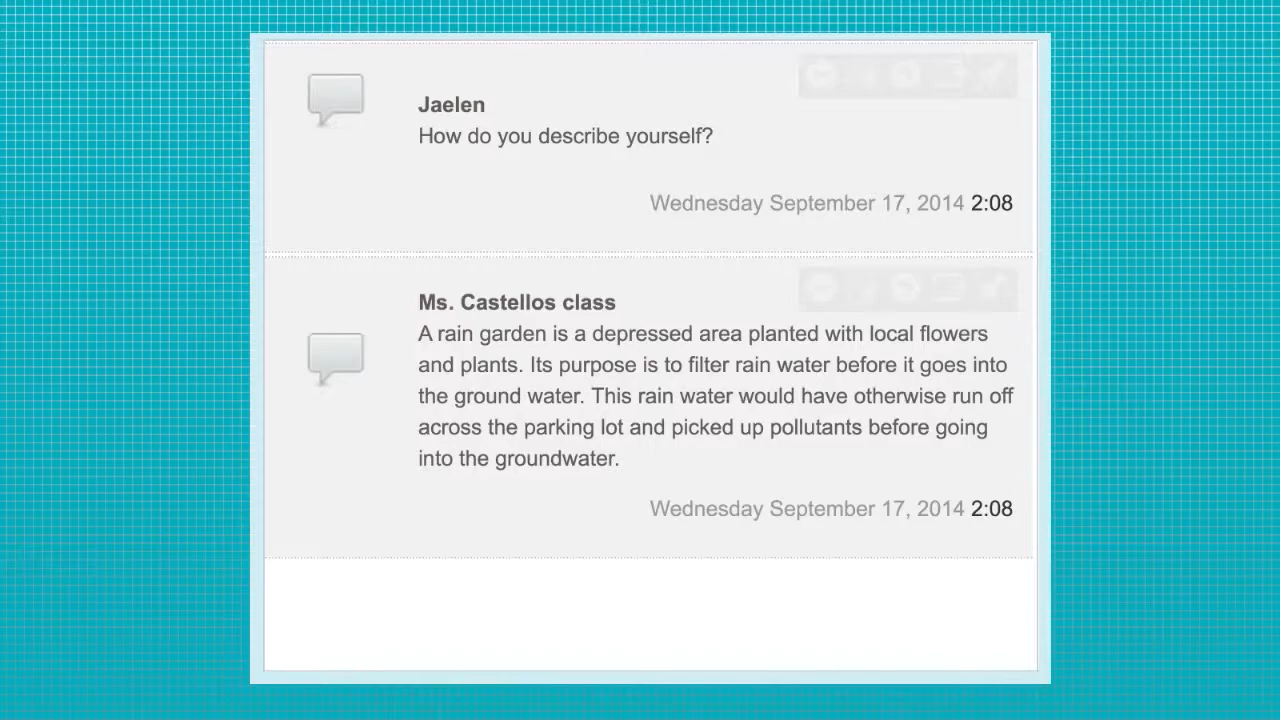 Jaelen
How do you describe yourself?
Wednesday September 17, 2014 2:08
Ms. Castellos class
A rain garden is a depressed area planted with local flowers
and plants. Its purpose is to filter rain water before it goes into
the ground water. This rain water would have otherwise run off
across the parking lot and picked up pollutants before going
into the groundwater.
Wednesday September 17, 2014 2:08